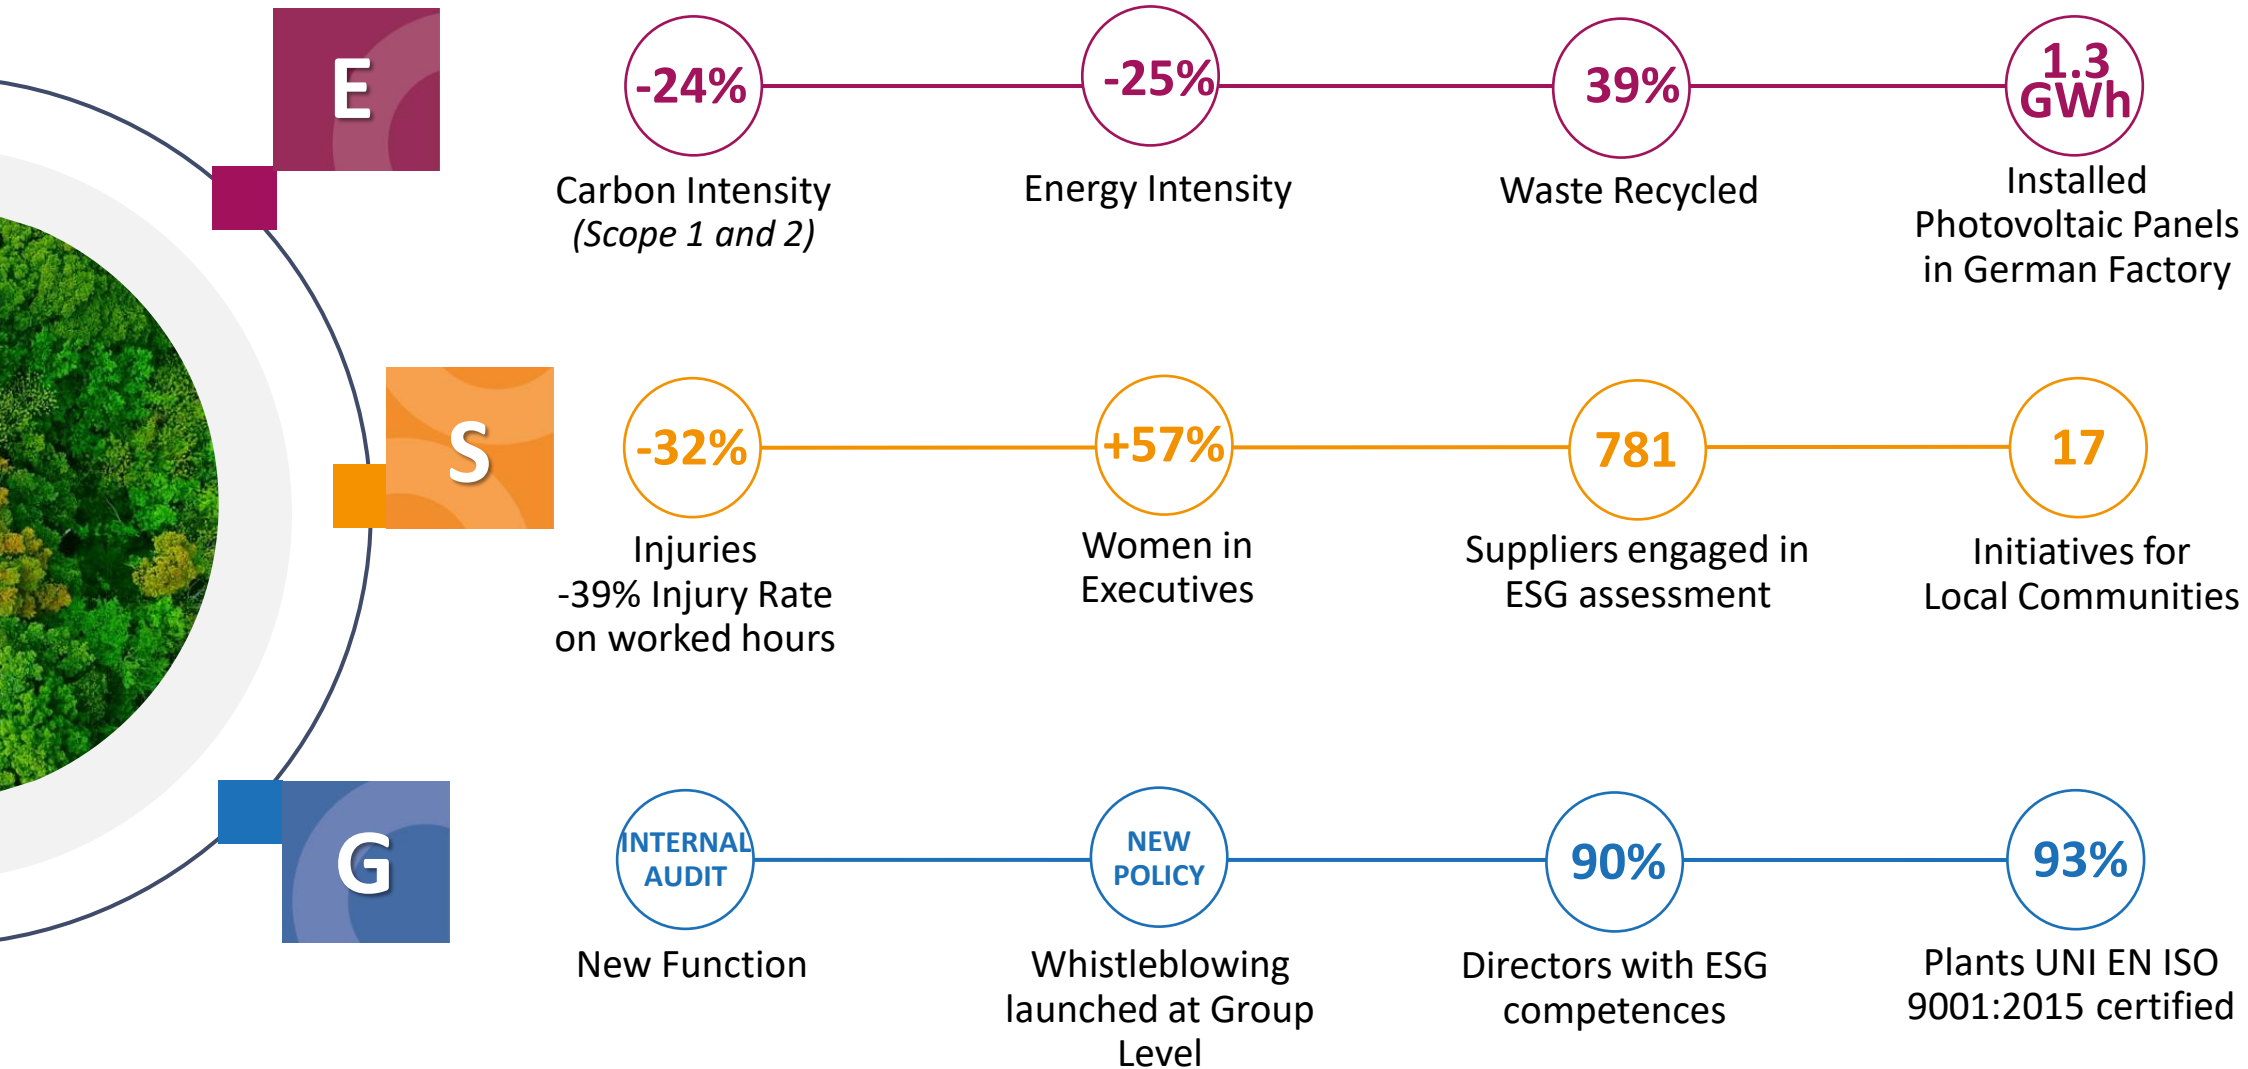 E
-24%
Carbon Intensity
(Scope 1 and 2)
-25%
Energy Intensity
39%
Waste Recycled
1.3
GWh
Installed
Photovoltaic Panels
in German Factory
S
-32%
Injuries
-39% Injury Rate
on worked hours
+57%
Women in
Executives
781
Suppliers engaged in
ESG assessment
17
Initiatives for
Local Communities
G
INTERNAL
AUDIT
New Function
NEW
POLICY
Whistleblowing
launched at Group
Level
90%
Directors with ESG
competences
93%
Plants UNI EN ISO
9001:2015 certified